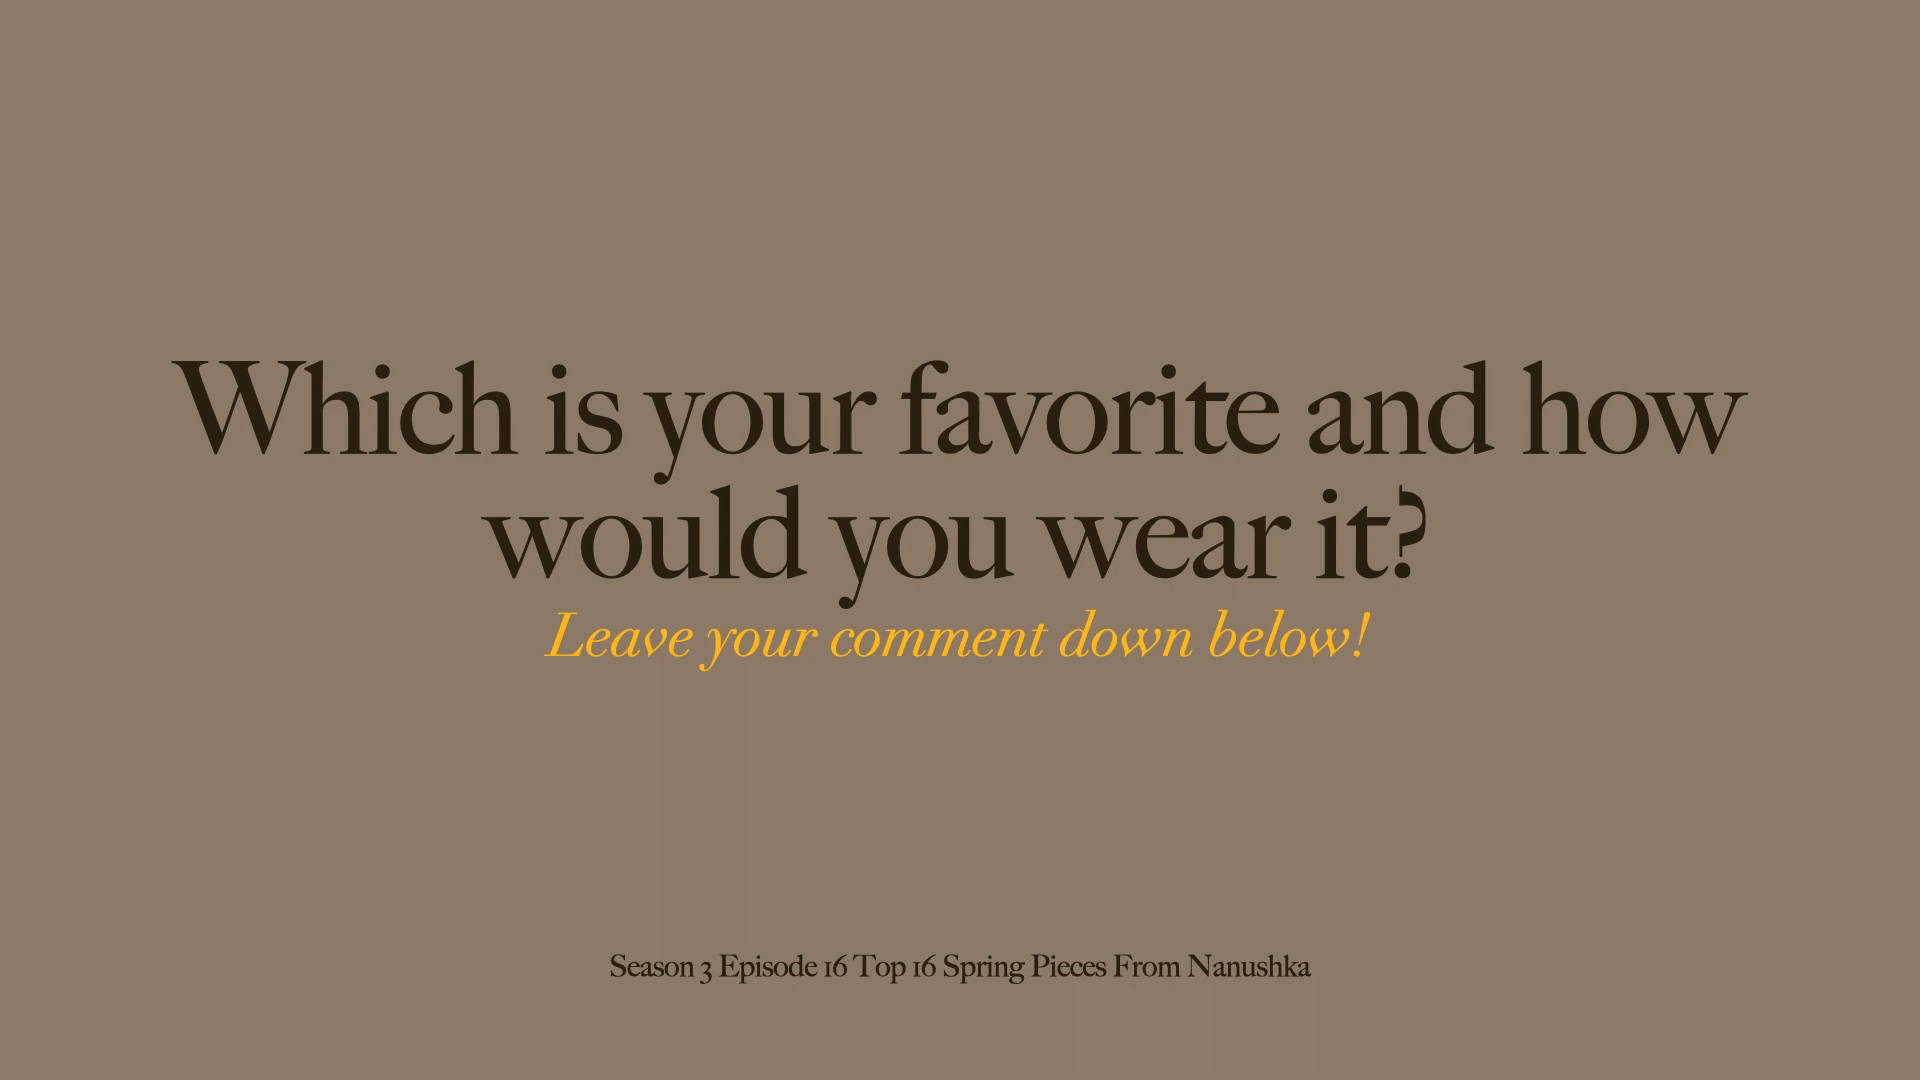 Which is your favorite and how
would you wear it?
Leave your comment down below!
Season 3 Episode 16 Top 16 Spring Pieces From Nanushka